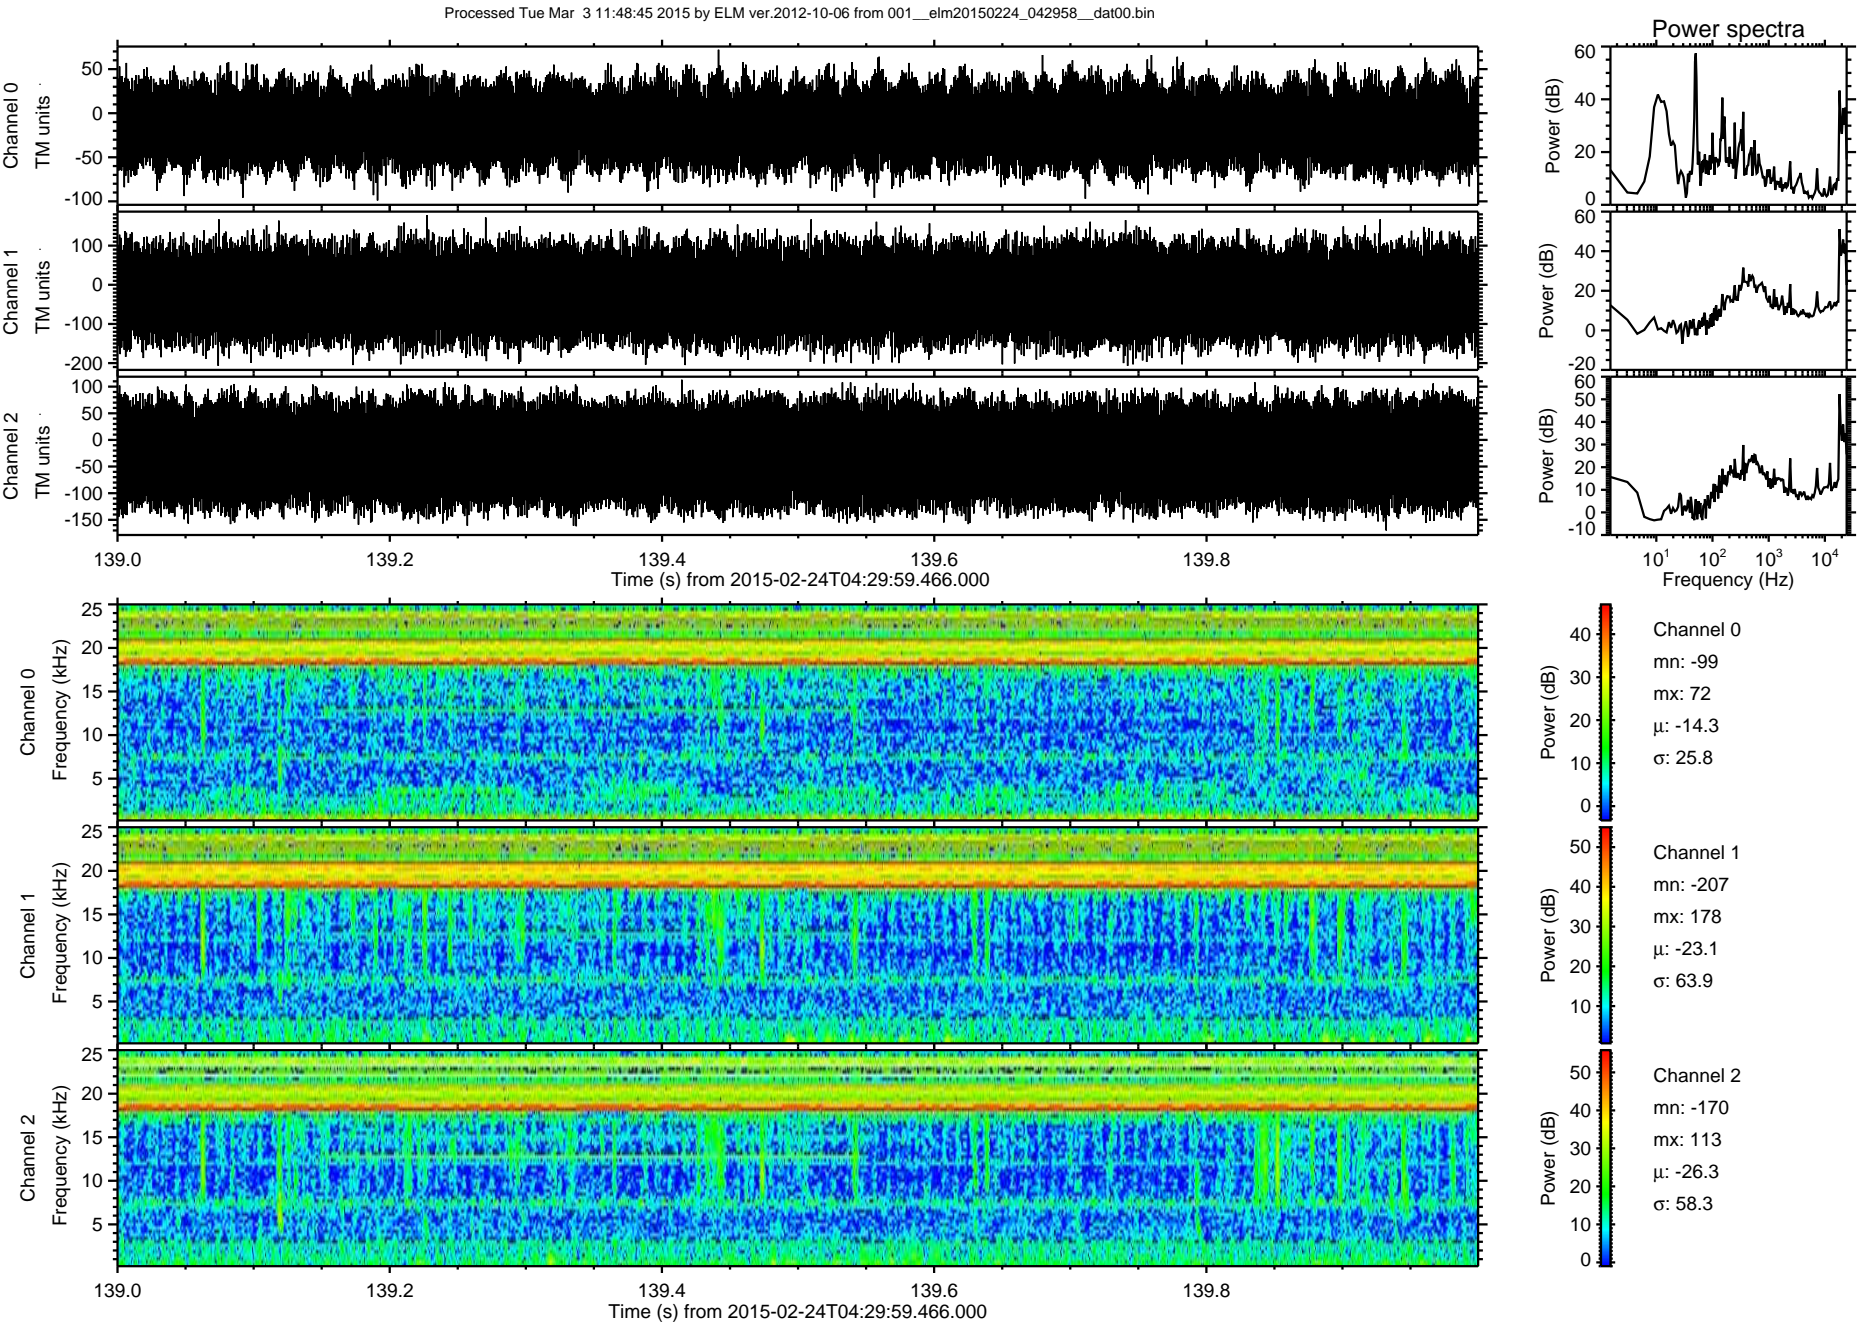 Processed Tue Mar  3 11:48:45 2015 by ELM ver.2012-10-06 from 001__elm20150224_042958__dat00.bin
Power spectra
Channel 0
TM units
50
0
-50
-100
Power (dB)
60
40
20
0
Channel 1
TM units
100
0
-100
-200
Power (dB)
60
40
20
0
-20
Channel 2
TM units
100
50
0
-50
-100
-150
Power (dB)
60
50
40
30
20
10
0
-10
139.0 139.2 139.4 139.6 139.8
Time (s) from 2015-02-24T04:29:59.466.000
10¹ 10² 10³ 10⁴
Frequency (Hz)
Channel 0
Frequency (kHz)
25
20
15
10
5
Power (dB)
40
30
20
10
0
Channel 0
mn: -99
mx: 72
μ: -14.3
σ: 25.8
Channel 1
Frequency (kHz)
25
20
15
10
5
Power (dB)
50
40
30
20
10
Channel 1
mn: -207
mx: 178
μ: -23.1
σ: 63.9
Channel 2
Frequency (kHz)
25
20
15
10
5
Power (dB)
50
40
30
20
10
0
Channel 2
mn: -170
mx: 113
μ: -26.3
σ: 58.3
139.0 139.2 139.4 139.6 139.8
Time (s) from 2015-02-24T04:29:59.466.000